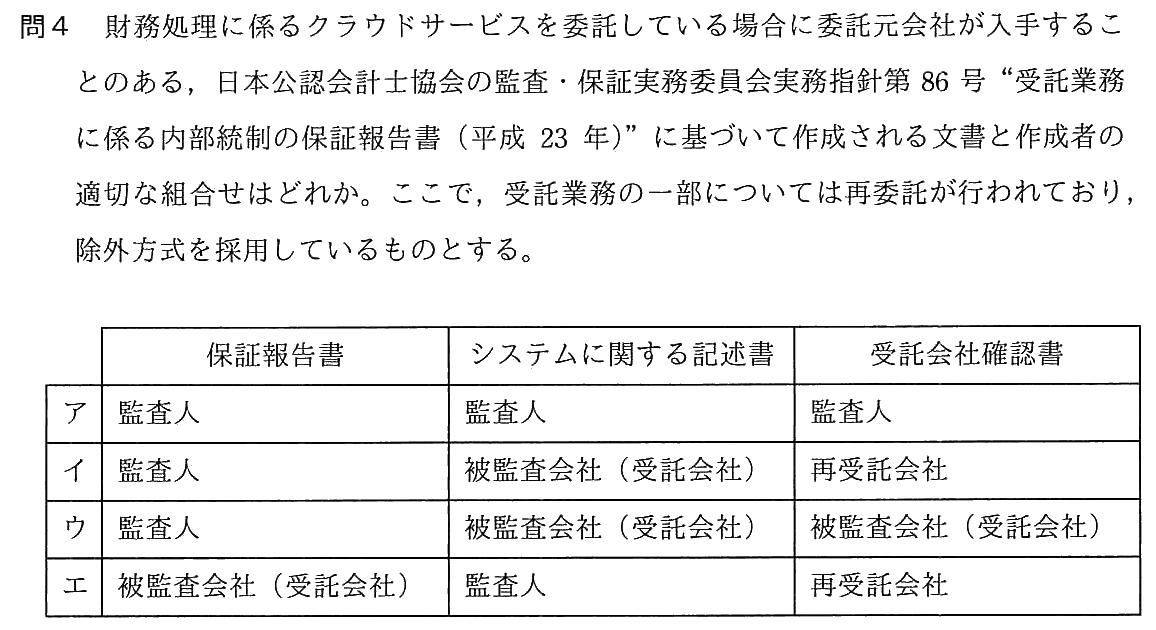 問4 財務処理に係るクラウドサービスを委託している場合に委託元会社が入手するこ
とのある，日本公認会計士協会の監査・保証実務委員会実務指針第 86 号“受託業務
に係る内部統制の保証報告書（平成 23 年）”に基づいて作成される文書と作成者の
適切な組合せはどれか。ここで，受託業務の一部については再委託が行われており，
除外方式を採用しているものとする。
保証報告書 システムに関する記述書 受託会社確認書
ア 監査人 監査人 監査人
イ 監査人 被監査会社（受託会社） 再受託会社
ウ 監査人 被監査会社（受託会社） 被監査会社（受託会社）
エ 被監査会社（受託会社） 監査人 再受託会社